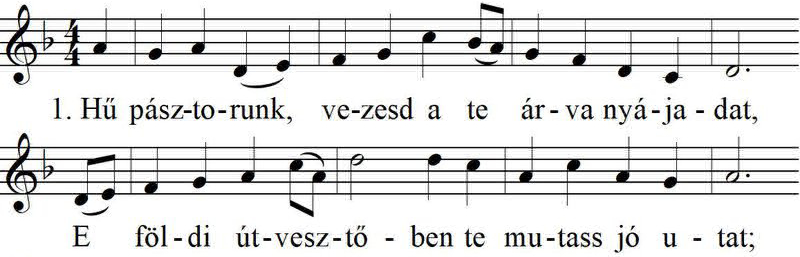 4 4
1. Hű pász-to-runk, ve-zesd a te ár-va nyá-ja-dat,
E föl-di út-vesz-tő-ben te mu-tass jó u-tat;